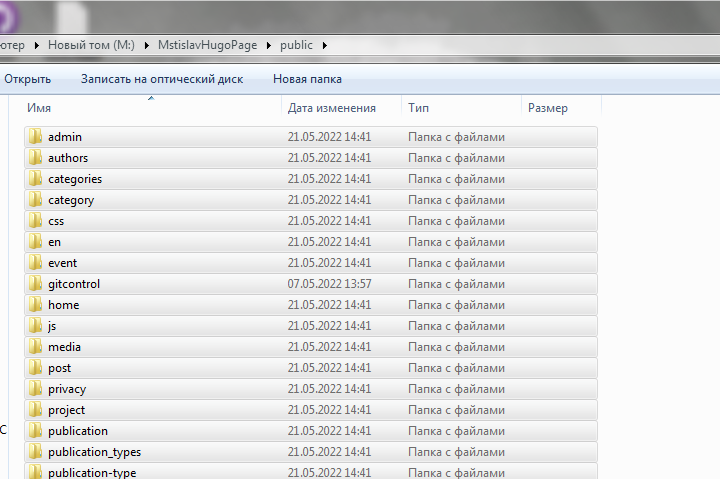 ютер ▸ Новый том (M:) ▸ MstislavHugoPage ▸ public ▸
Открыть Записать на оптический диск Новая папка
Имя Дата изменения Тип Размер
admin 21.05.2022 14:41 Папка с файлами
authors 21.05.2022 14:41 Папка с файлами
categories 21.05.2022 14:41 Папка с файлами
category 21.05.2022 14:41 Папка с файлами
css 21.05.2022 14:41 Папка с файлами
en 21.05.2022 14:41 Папка с файлами
event 21.05.2022 14:41 Папка с файлами
gitcontrol 07.05.2022 13:57 Папка с файлами
home 21.05.2022 14:41 Папка с файлами
js 21.05.2022 14:41 Папка с файлами
media 21.05.2022 14:41 Папка с файлами
post 21.05.2022 14:41 Папка с файлами
privacy 21.05.2022 14:41 Папка с файлами
project 21.05.2022 14:41 Папка с файлами
С publication 21.05.2022 14:41 Папка с файлами
publication_types 21.05.2022 14:41 Папка с файлами
publication-type 21.05.2022 14:41 Папка с файлами